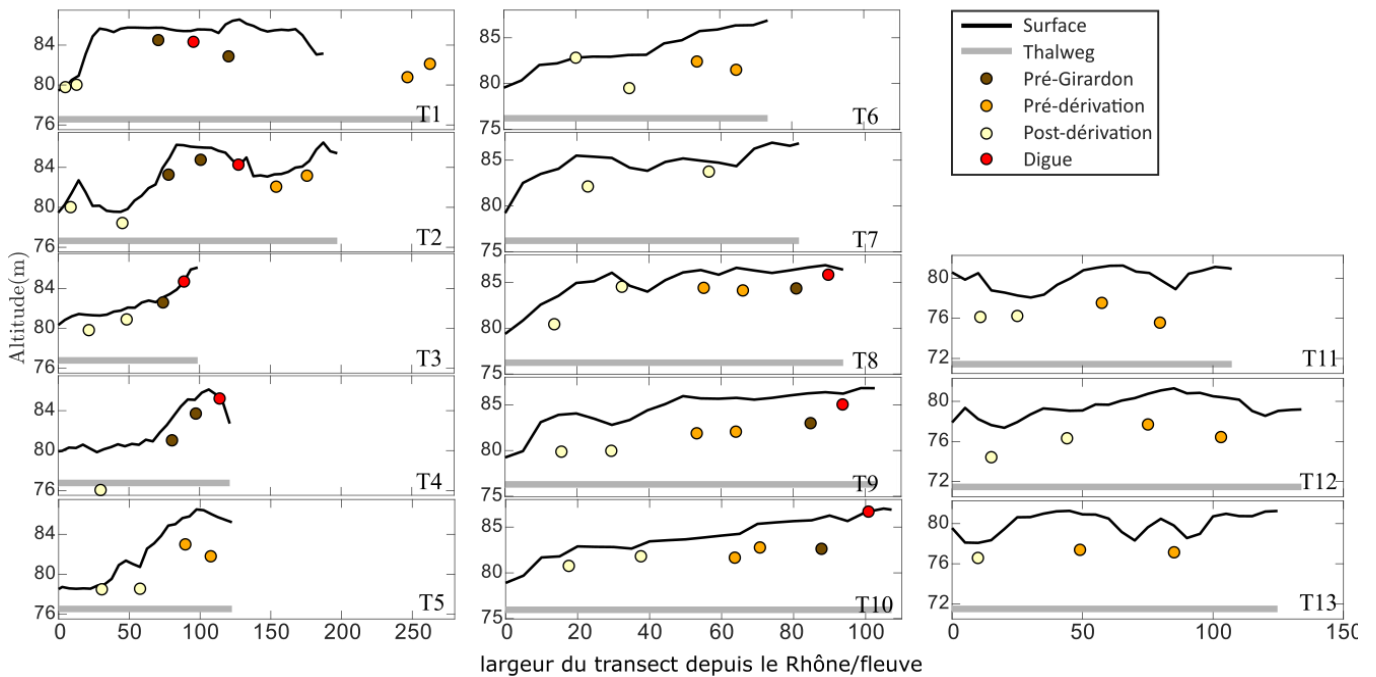 Altitude(m)
84
80
76
T1
84
80
76
T2
84
80
76
T3
84
80
76
T4
84
80
76
T5
0
50
100
150
200
250
85
80
75
T6
85
80
75
T7
85
80
75
T8
85
80
75
T9
85
80
75
T10
0
20
40
60
80
100
Surface
Thalweg
Pré-Girardon
Pré-dérivation
Post-dérivation
Digue
80
76
72
T11
80
76
72
T12
80
76
72
T13
0
50
100
150
largeur du transect depuis le Rhône/fleuve